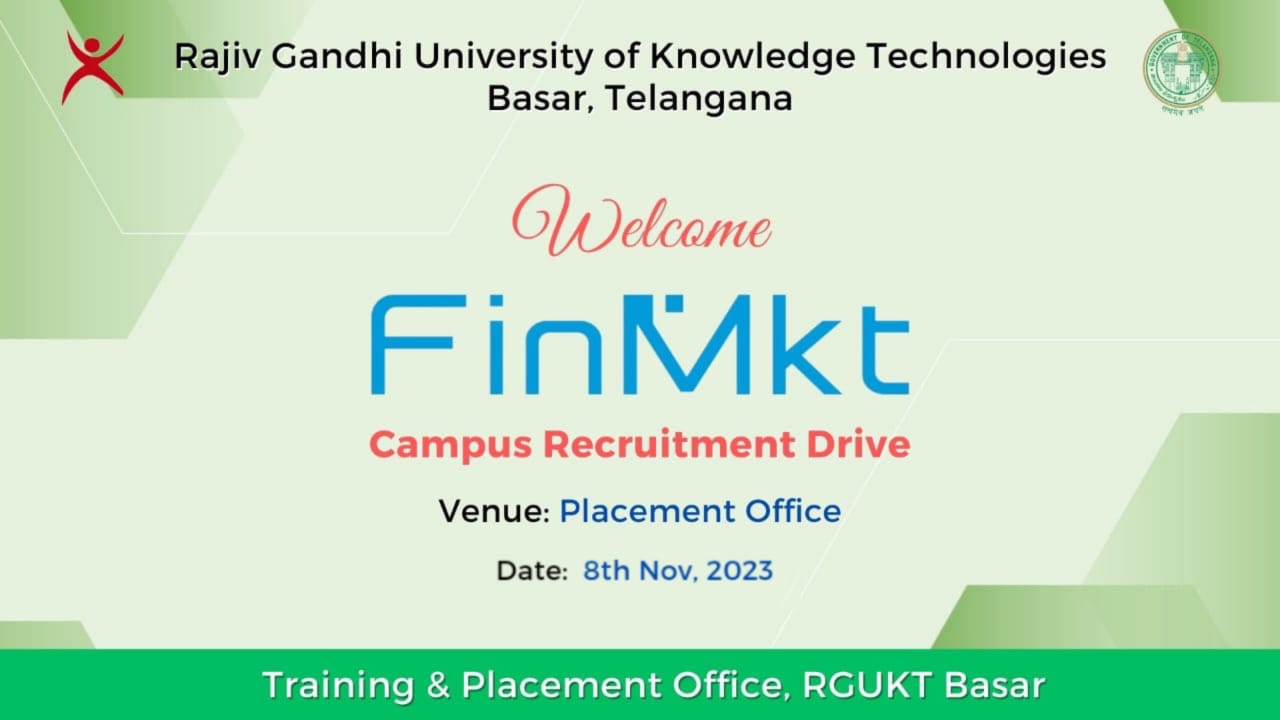 Rajiv Gandhi University of Knowledge Technologies
Basar, Telangana
Welcome
FinMkt
Campus Recruitment Drive
Venue: Placement Office
Date: 8th Nov, 2023
Training & Placement Office, RGUKT Basar